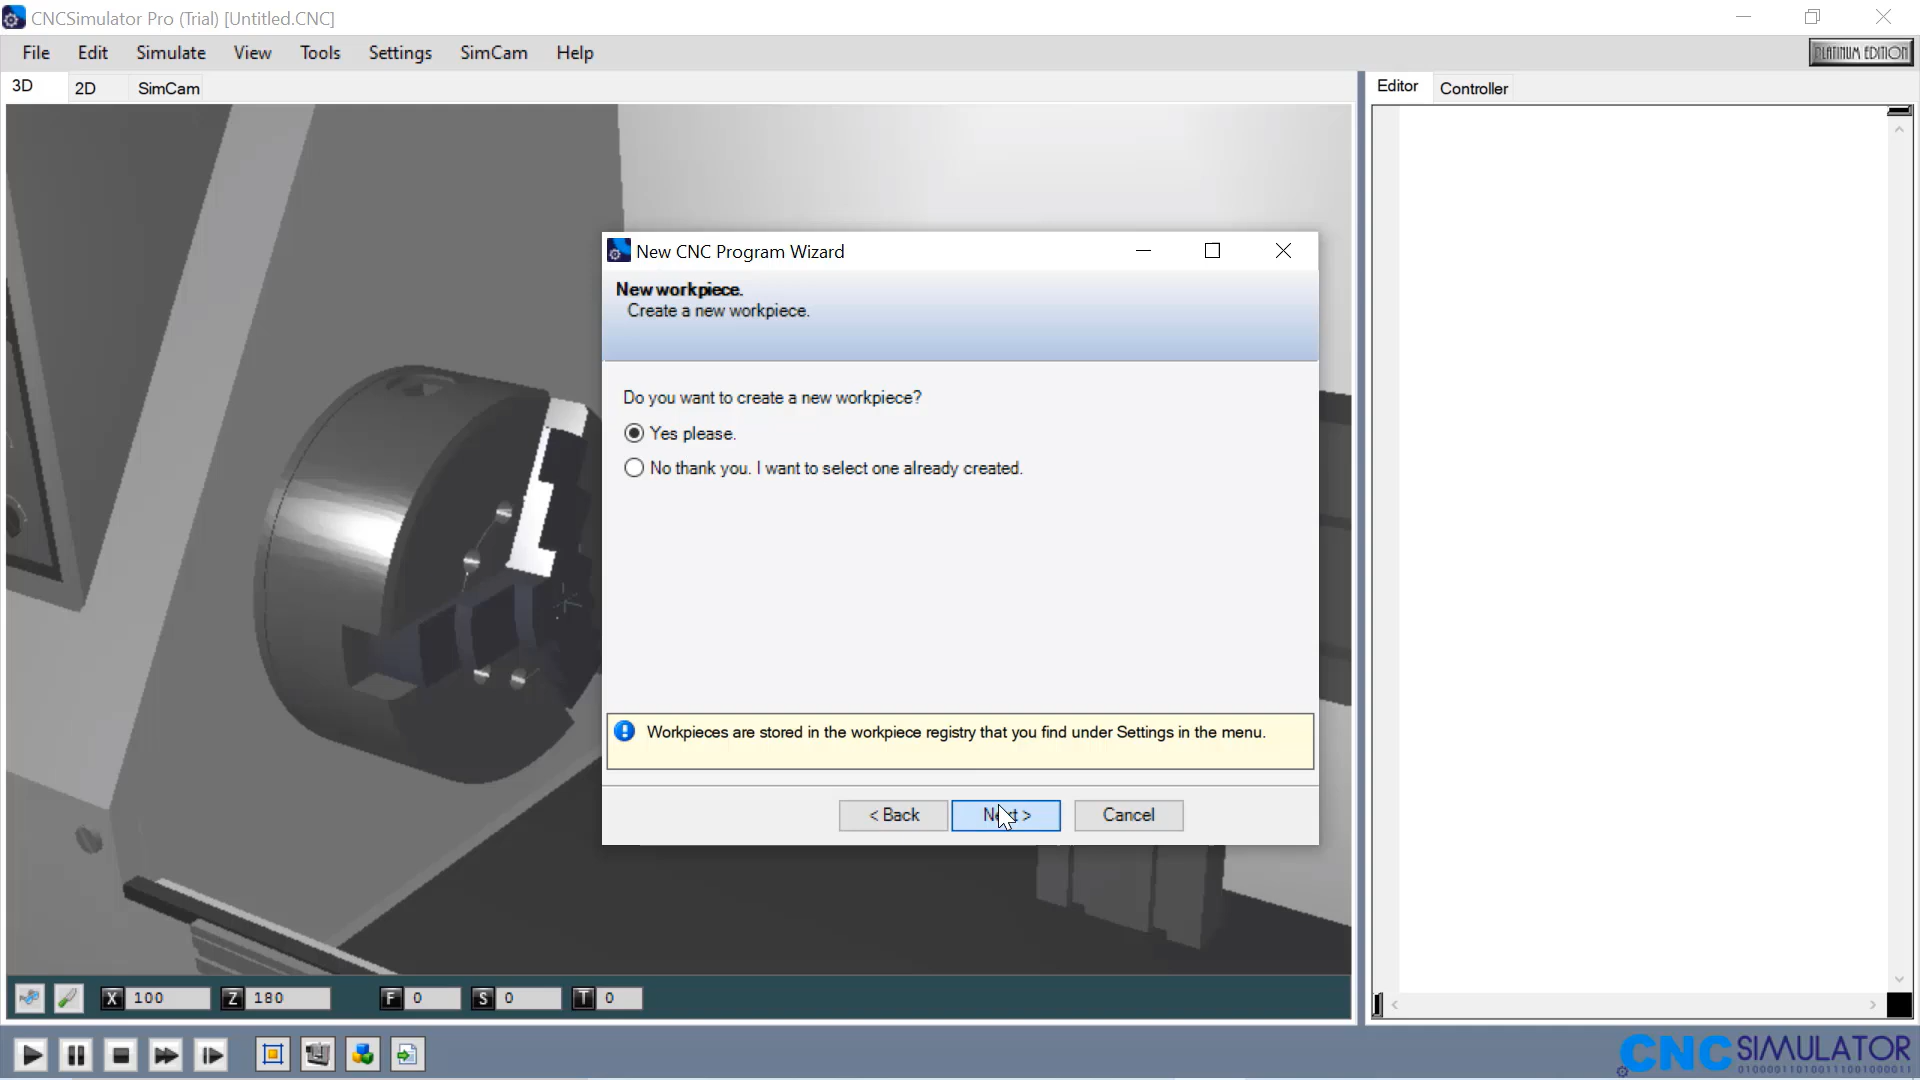 CNCSimulator Pro (Trial) [Untitled.CNC]
File Edit Simulate View Tools Settings SimCam Help
PLATINUM EDITION
3D 2D SimCam
Editor Controller
New CNC Program Wizard
New workpiece.
Create a new workpiece.
Do you want to create a new workpiece?
Yes please.
No thank you. I want to select one already created.
Workpieces are stored in the workpiece registry that you find under Settings in the menu.
< Back Next > Cancel
X 100 Z 180 F 0 S 0 T 0
CNC SIMULATOR